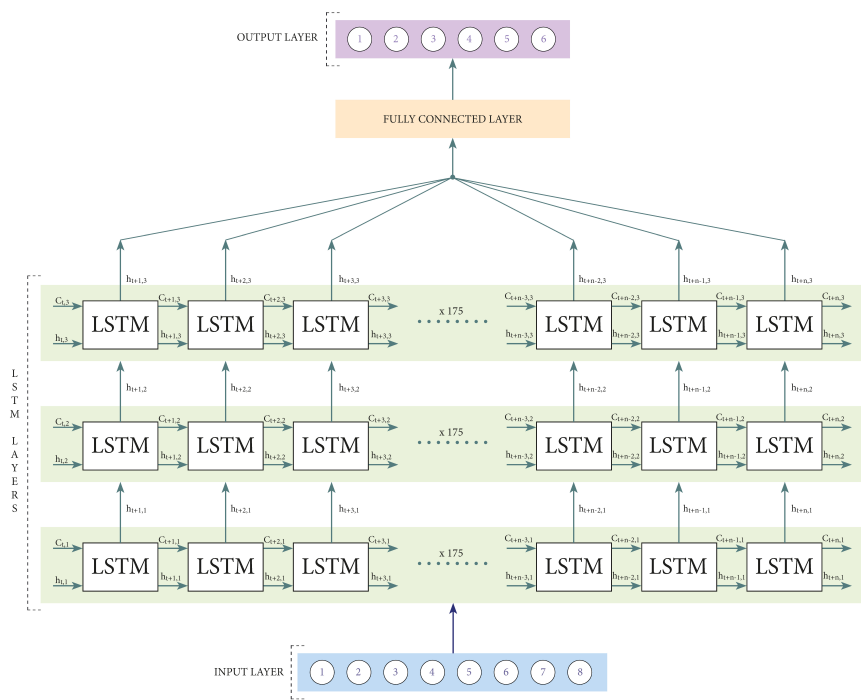 OUTPUT LAYER
1 2 3 4 5 6
FULLY CONNECTED LAYER
h_{t+1,3} h_{t+2,3} h_{t+3,3} h_{t+n-2,3} h_{t+n-1,3} h_{t+n,3}
C_{t,3} C_{t+1,3} C_{t+2,3} C_{t+3,3} C_{t+n-3,3} C_{t+n-2,3} C_{t+n-1,3} C_{t+n,3}
x 175
LSTM LSTM LSTM LSTM LSTM LSTM
h_{t,3} h_{t+1,3} h_{t+2,3} h_{t+3,3} h_{t+n-3,3} h_{t+n-2,3} h_{t+n-1,3} h_{t+n,3}
LSTM LAYERS
h_{t+1,2} h_{t+2,2} h_{t+3,2} h_{t+n-2,2} h_{t+n-1,2} h_{t+n,2}
C_{t,2} C_{t+1,2} C_{t+2,2} C_{t+3,2} C_{t+n-3,2} C_{t+n-2,2} C_{t+n-1,2} C_{t+n,2}
x 175
LSTM LSTM LSTM LSTM LSTM LSTM
h_{t,2} h_{t+1,2} h_{t+2,2} h_{t+3,2} h_{t+n-3,2} h_{t+n-2,2} h_{t+n-1,2} h_{t+n,2}
h_{t+1,1} h_{t+2,1} h_{t+3,1} h_{t+n-2,1} h_{t+n-1,1} h_{t+n,1}
C_{t,1} C_{t+1,1} C_{t+2,1} C_{t+3,1} C_{t+n-3,1} C_{t+n-2,1} C_{t+n-1,1} C_{t+n,1}
x 175
LSTM LSTM LSTM LSTM LSTM LSTM
h_{t,1} h_{t+1,1} h_{t+2,1} h_{t+3,1} h_{t+n-3,1} h_{t+n-2,1} h_{t+n-1,1} h_{t+n,1}
INPUT LAYER
1 2 3 4 5 6 7 8